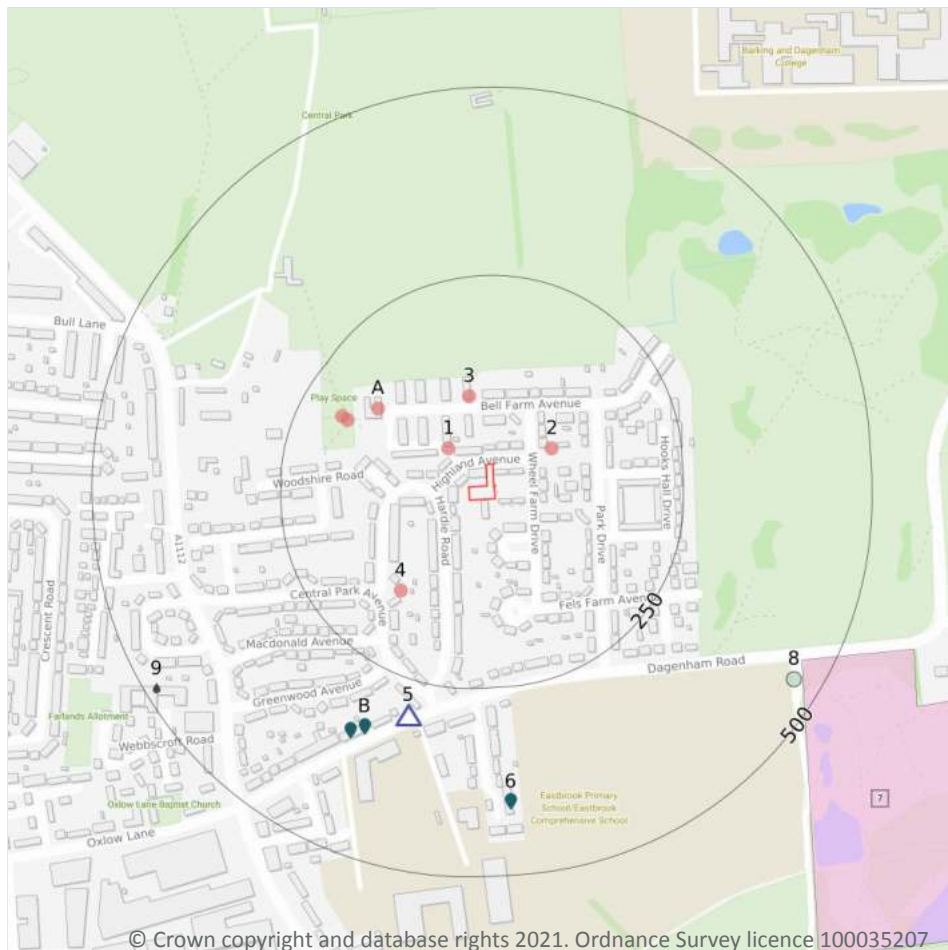 Barking and Dagenham
College
Central Park
Bull Lane
A
3
Play Space
Bell Farm Avenue
1
2
Highland Avenue
Woodshire Road
Hardie Road
Wheel Farm Drive
Hooks Hall Drive
Park Drive
A1112
Crescent Road
4
Central Park Avenue
Fels Farm Avenue
250
Macdonald Avenue
Dagenham Road
8
9
Greenwood Avenue
5
B
500
Farlands Allotment
Webbscroft Road
6
Eastbrook Primary
School/Eastbrook
Comprehensive School
7
Oxlow Lane Baptist Church
Oxlow Lane
© Crown copyright and database rights 2021. Ordnance Survey licence 100035207